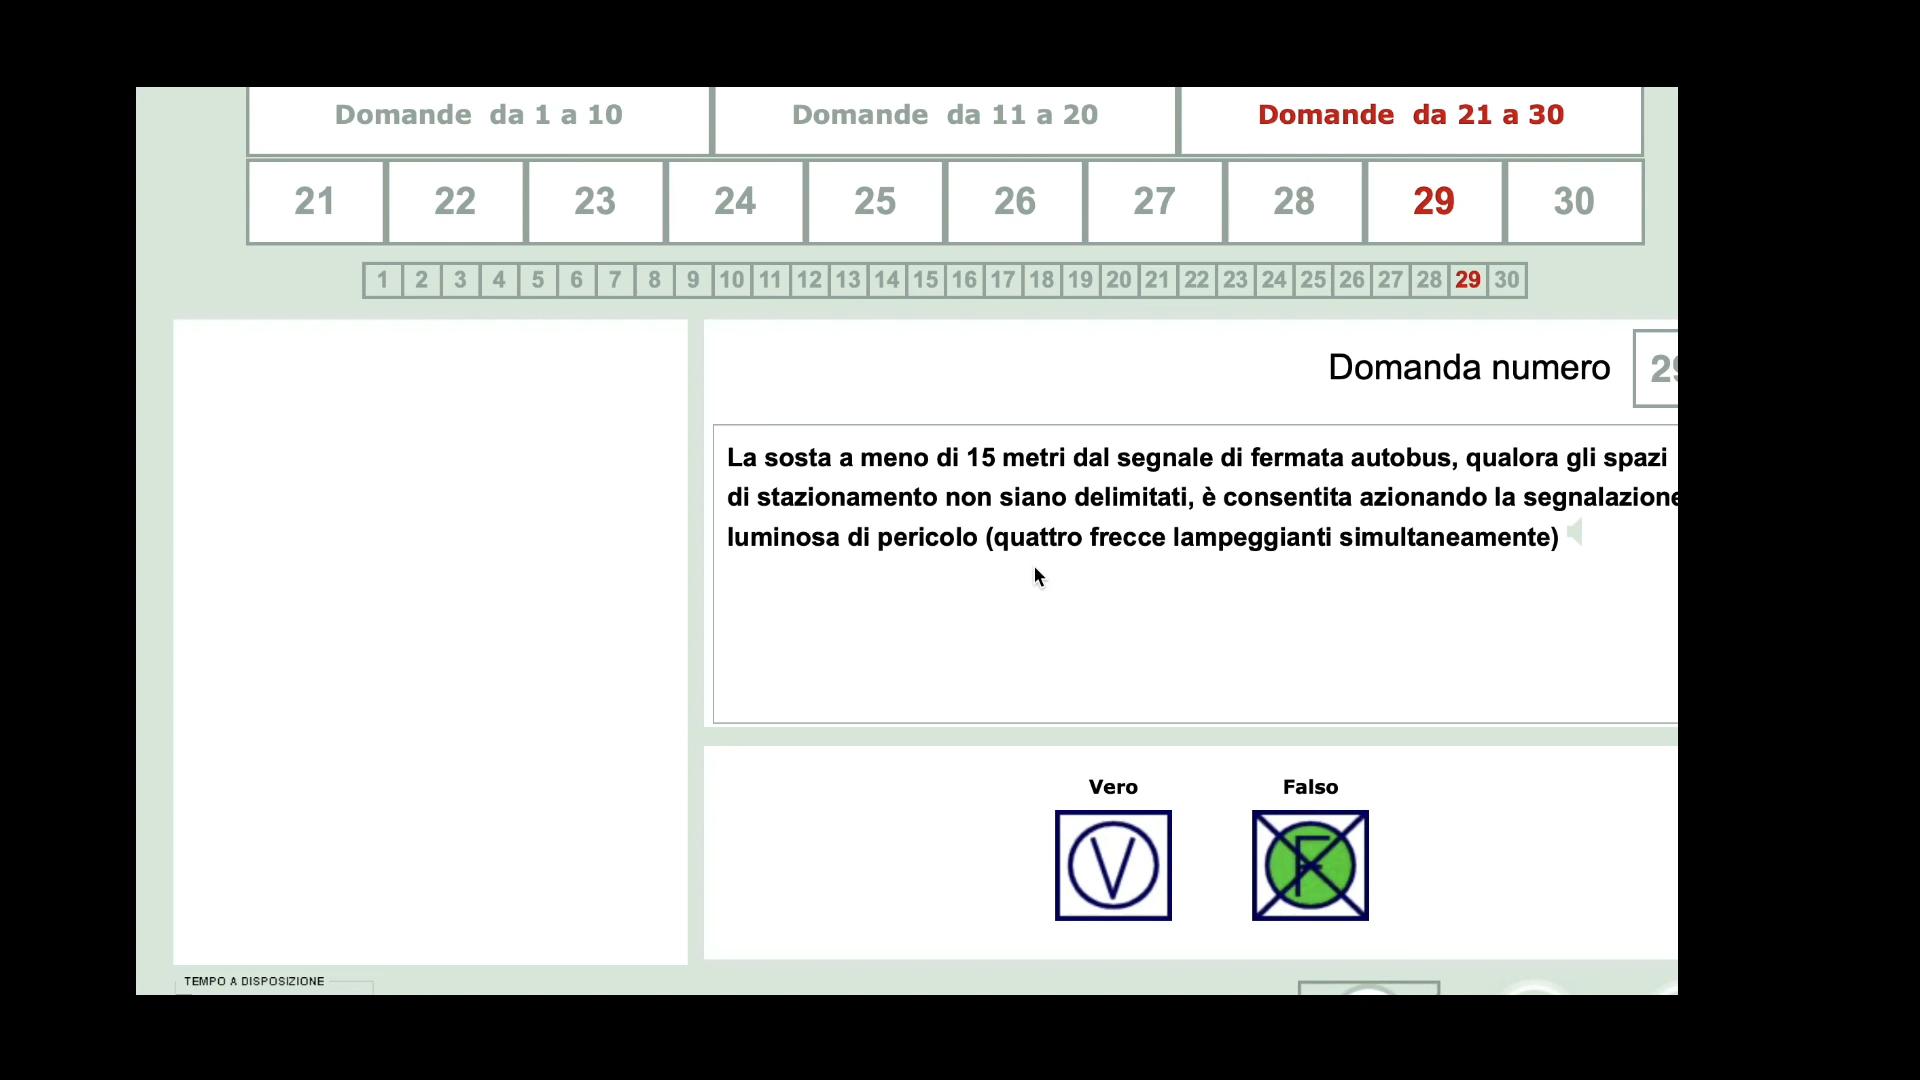 Domande da 1 a 10 Domande da 11 a 20 Domande da 21 a 30
21 22 23 24 25 26 27 28 29 30
1 2 3 4 5 6 7 8 9 10 11 12 13 14 15 16 17 18 19 20 21 22 23 24 25 26 27 28 29 30
Domanda numero 29
La sosta a meno di 15 metri dal segnale di fermata autobus, qualora gli spazi
di stazionamento non siano delimitati, è consentita azionando la segnalazione
luminosa di pericolo (quattro frecce lampeggianti simultaneamente)
Vero Falso
V F
TEMPO A DISPOSIZIONE